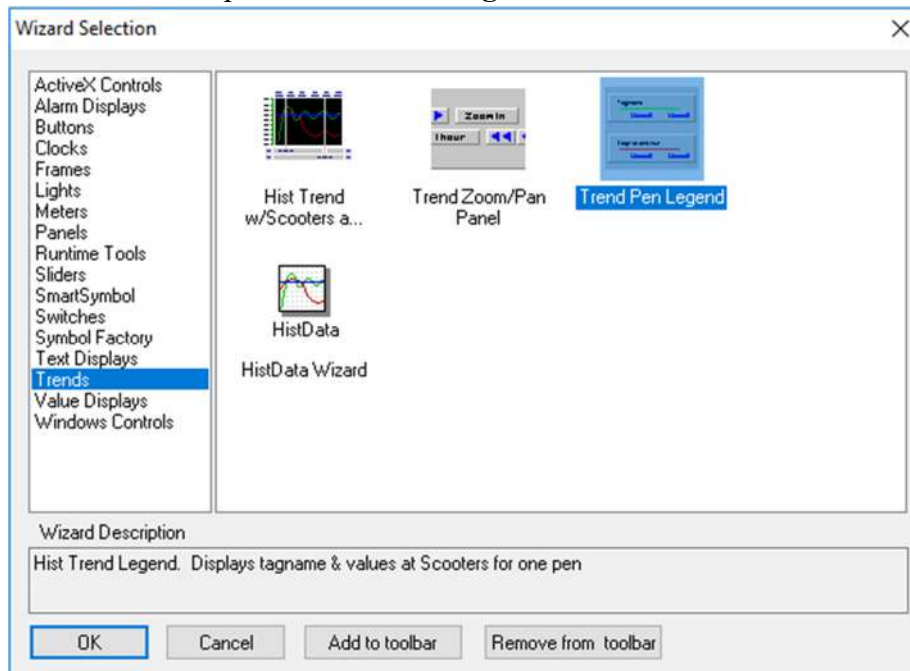 Wizard Selection
ActiveX Controls
Alarm Displays
Buttons
Clocks
Frames
Lights
Meters
Panels
Runtime Tools
Sliders
SmartSymbol
Switches
Symbol Factory
Text Displays
Trends
Value Displays
Windows Controls
Hist Trend
w/Scooters a...
Zoom In
1 hour
Trend Zoom/Pan
Panel
Trend Pen Legend
HistData
HistData Wizard
Wizard Description
Hist Trend Legend. Displays tagname & values at Scooters for one pen
OK
Cancel
Add to toolbar
Remove from toolbar